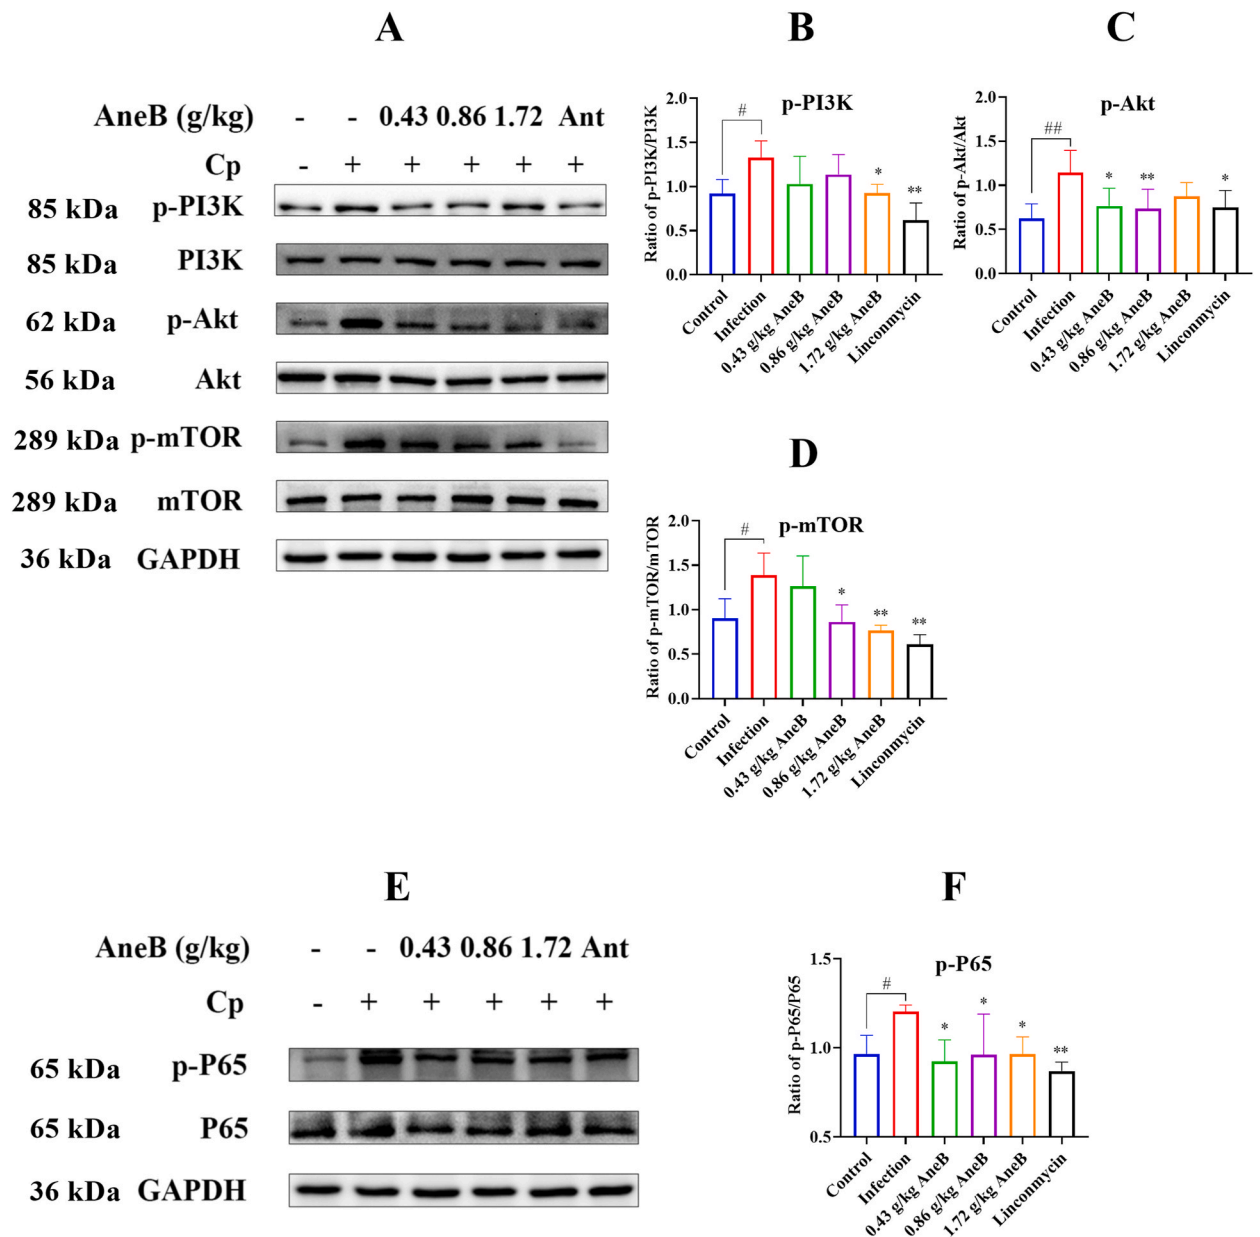 A
AneB (g/kg) - - 0.43 0.86 1.72 Ant
Cp - + + + + +
85 kDa p-PI3K
85 kDa PI3K
62 kDa p-Akt
56 kDa Akt
289 kDa p-mTOR
289 kDa mTOR
36 kDa GAPDH
B
p-PI3K
Ratio of p-PI3K/PI3K
2.0
1.5
1.0
0.5
0.0
#
*
**
Control
Infection
0.43 g/kg AneB
0.86 g/kg AneB
1.72 g/kg AneB
Linconmycin
C
p-Akt
Ratio of p-Akt/Akt
2.0
1.5
1.0
0.5
0.0
##
*
**
*
Control
Infection
0.43 g/kg AneB
0.86 g/kg AneB
1.72 g/kg AneB
Linconmycin
D
p-mTOR
Ratio of p-mTOR/mTOR
2.0
1.5
1.0
0.5
0.0
#
*
**
**
Control
Infection
0.43 g/kg AneB
0.86 g/kg AneB
1.72 g/kg AneB
Linconmycin
E
AneB (g/kg) - - 0.43 0.86 1.72 Ant
Cp - + + + + +
65 kDa p-P65
65 kDa P65
36 kDa GAPDH
F
p-P65
Ratio of p-P65/P65
1.5
1.0
0.5
#
*
*
*
**
Control
Infection
0.43 g/kg AneB
0.86 g/kg AneB
1.72 g/kg AneB
Linconmycin